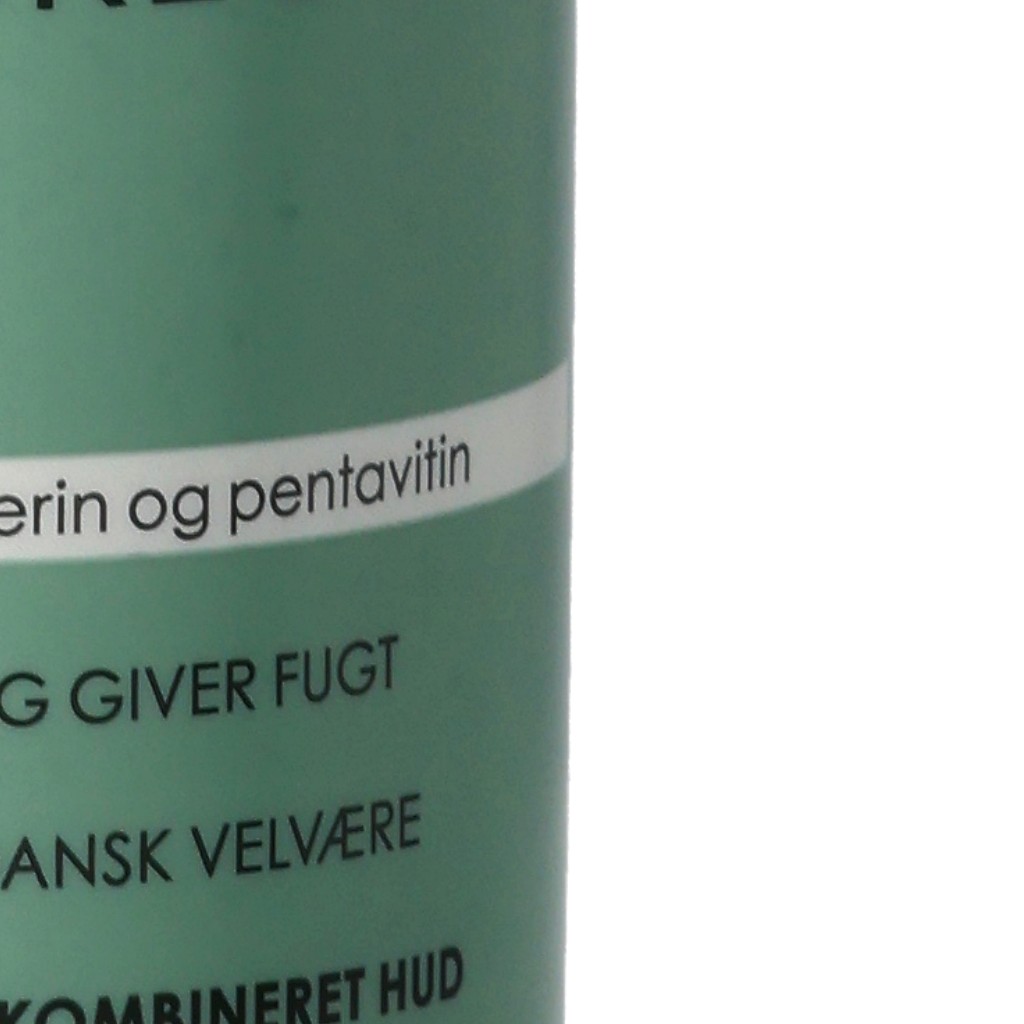 erin og pentavitin
G GIVER FUGT
ANSK VELVÆRE
KOMBINERET HUD